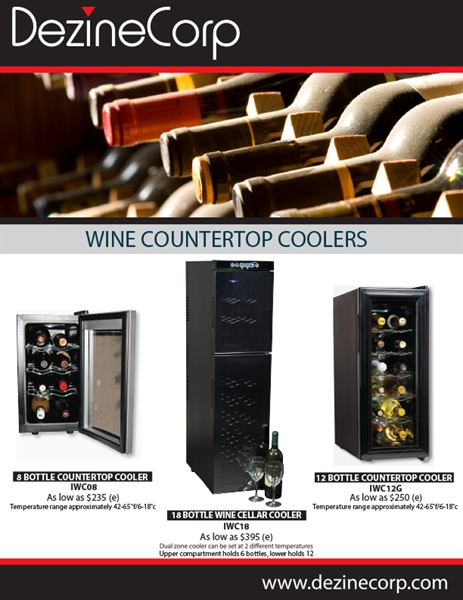 DezineCorp
WINE COUNTERTOP COOLERS
8 BOTTLE COUNTERTOP COOLER
IWC08
As low as $235 (e)
Temperature range approximately 42-65°f/6-18°c
18 BOTTLE WINE CELLAR COOLER
IWC18
As low as $395 (e)
Dual zone cooler can be set at 2 different temperatures
Upper compartment holds 6 bottles, lower holds 12
12 BOTTLE COUNTERTOP COOLER
IWC12G
As low as $250 (e)
Temperature range approximately 42-65°f/6-18°c
www.dezinecorp.com